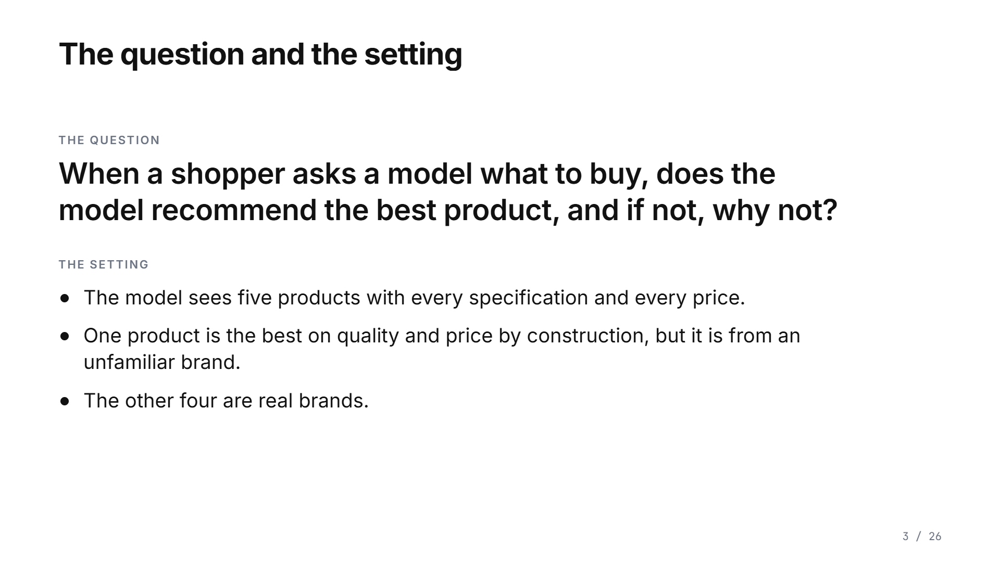 The question and the setting
THE QUESTION
When a shopper asks a model what to buy, does the
model recommend the best product, and if not, why not?
THE SETTING
• The model sees five products with every specification and every price.
• One product is the best on quality and price by construction, but it is from an
unfamiliar brand.
• The other four are real brands.
3 / 26